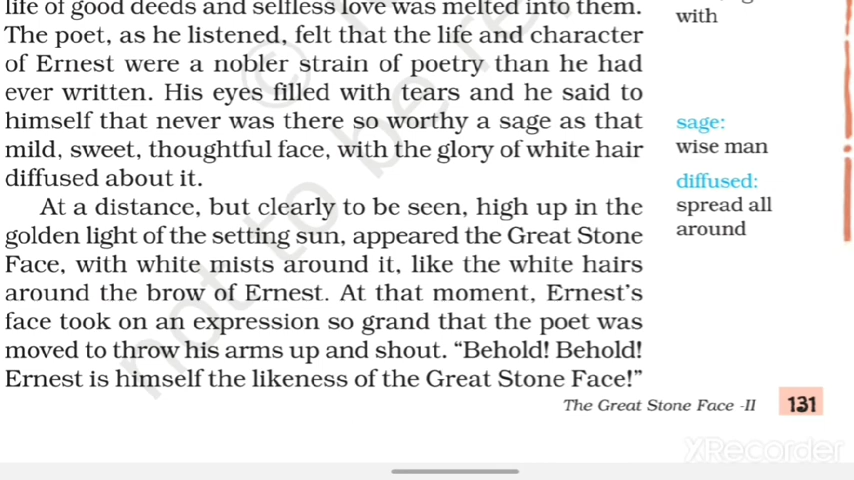 life of good deeds and selfless love was melted into them.
The poet, as he listened, felt that the life and character
of Ernest were a nobler strain of poetry than he had
ever written. His eyes filled with tears and he said to
himself that never was there so worthy a sage as that
mild, sweet, thoughtful face, with the glory of white hair
diffused about it.
At a distance, but clearly to be seen, high up in the
golden light of the setting sun, appeared the Great Stone
Face, with white mists around it, like the white hairs
around the brow of Ernest. At that moment, Ernest’s
face took on an expression so grand that the poet was
moved to throw his arms up and shout. “Behold! Behold!
Ernest is himself the likeness of the Great Stone Face!”
with
sage:
wise man
diffused:
spread all
around
The Great Stone Face -II 131
not to be re
XRecorder